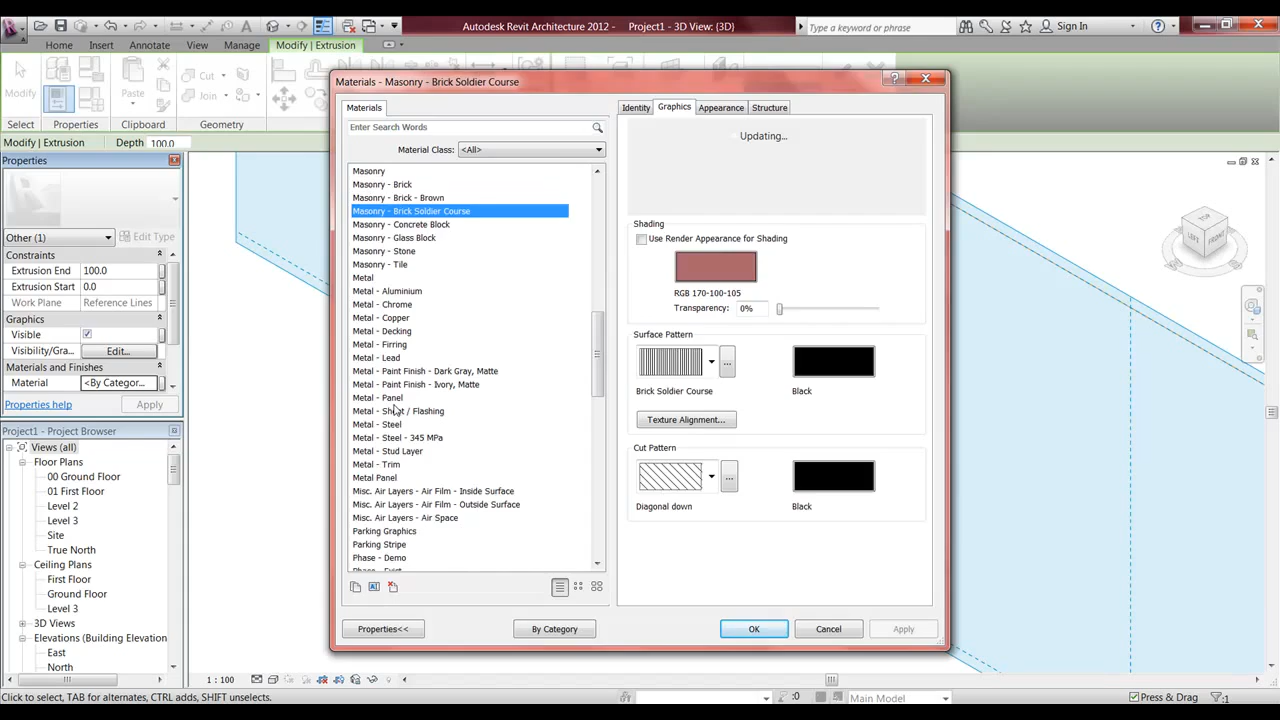 Autodesk Revit Architecture 2012 - Project1 - 3D View: {3D}
Type a keyword or phrase
Sign In
Home Insert Annotate View Manage Modify | Extrusion
Modify
Paste
Cut
Join
Select Properties Clipboard Geometry
Modify | Extrusion Depth 100.0
Properties
Other (1) Edit Type
Constraints
Extrusion End 100.0
Extrusion Start 0.0
Work Plane Reference Lines
Graphics
Visible
Visibility/Gra... Edit...
Materials and Finishes
Material <By Categor...
Properties help Apply
Project1 - Project Browser
Views (all)
Floor Plans
00 Ground Floor
01 First Floor
Level 2
Level 3
Site
True North
Ceiling Plans
First Floor
Ground Floor
Level 3
3D Views
Elevations (Building Elevation
East
North
Materials - Masonry - Brick Soldier Course
Materials
Enter Search Words
Material Class: <All>
Masonry
Masonry - Brick
Masonry - Brick - Brown
Masonry - Brick Soldier Course
Masonry - Concrete Block
Masonry - Glass Block
Masonry - Stone
Masonry - Tile
Metal
Metal - Aluminium
Metal - Chrome
Metal - Copper
Metal - Decking
Metal - Firring
Metal - Lead
Metal - Paint Finish - Dark Gray, Matte
Metal - Paint Finish - Ivory, Matte
Metal - Panel
Metal - Sheet / Flashing
Metal - Steel
Metal - Steel - 345 MPa
Metal - Stud Layer
Metal - Trim
Metal Panel
Misc. Air Layers - Air Film - Inside Surface
Misc. Air Layers - Air Film - Outside Surface
Misc. Air Layers - Air Space
Parking Graphics
Parking Stripe
Phase - Demo
Phase - Exist
Properties<< By Category
Identity Graphics Appearance Structure
Updating...
Shading
Use Render Appearance for Shading
RGB 170-100-105
Transparency: 0%
Surface Pattern
...
Brick Soldier Course Black
Texture Alignment...
Cut Pattern
...
Diagonal down Black
OK Cancel Apply
TOP
LEFT FRONT
1 : 100
Click to select, TAB for alternates, CTRL adds, SHIFT unselects.
:0
Main Model
Press & Drag
:1